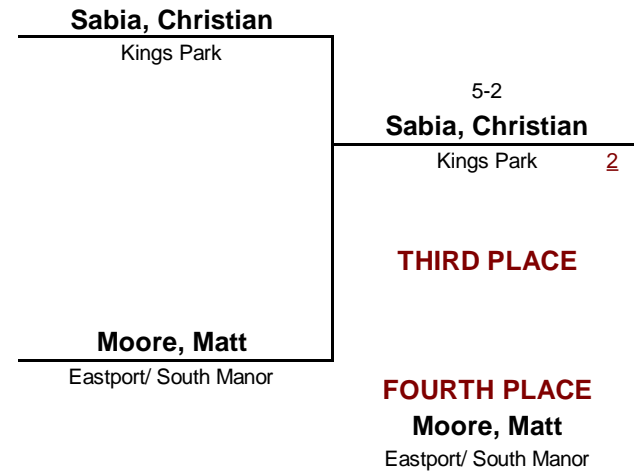 Sabia, Christian
Kings Park
5-2
Sabia, Christian
Kings Park 2
THIRD PLACE
Moore, Matt
Eastport/ South Manor
FOURTH PLACE
Moore, Matt
Eastport/ South Manor